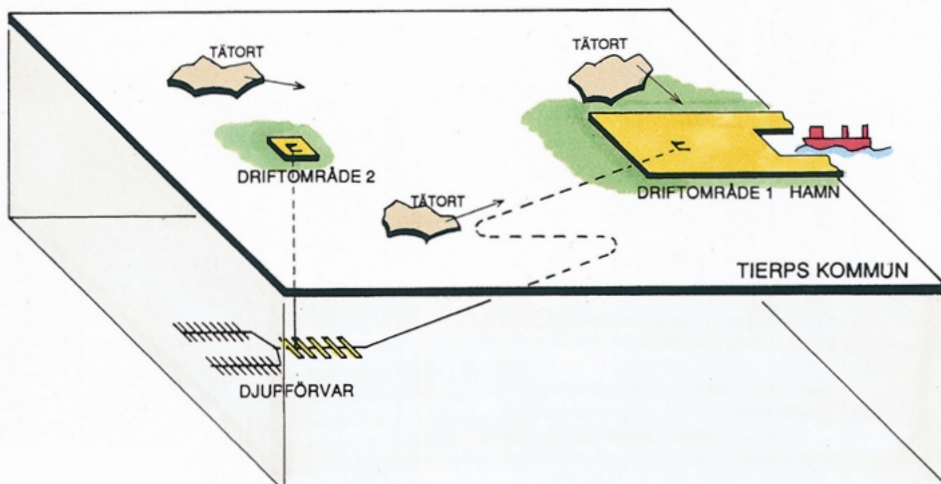 TÄTORT
TÄTORT
DRIFTOMRÅDE 2
DRIFTOMRÅDE 1 HAMN
TÄTORT
TIERPS KOMMUN
DJUPFÖRVAR